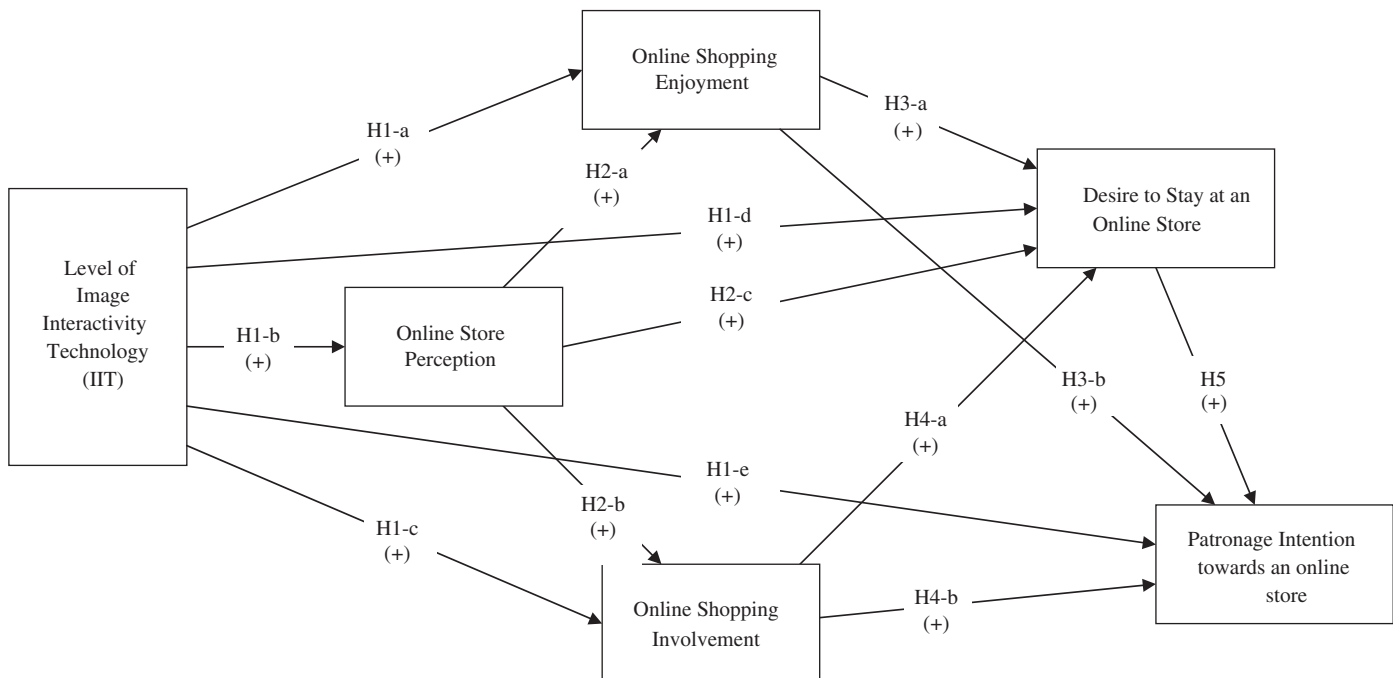 Online Shopping
Enjoyment
H3-a
(+)
H1-a
(+)
H2-a
(+)
Desire to Stay at an
Online Store
H1-d
(+)
Level of
Image
Interactivity
Technology
(IIT)
H2-c
(+)
H1-b
(+)
Online Store
Perception
H3-b
(+)
H5
(+)
H4-a
(+)
H1-e
(+)
H2-b
(+)
H1-c
(+)
Patronage Intention
towards an online
store
Online Shopping
Involvement
H4-b
(+)